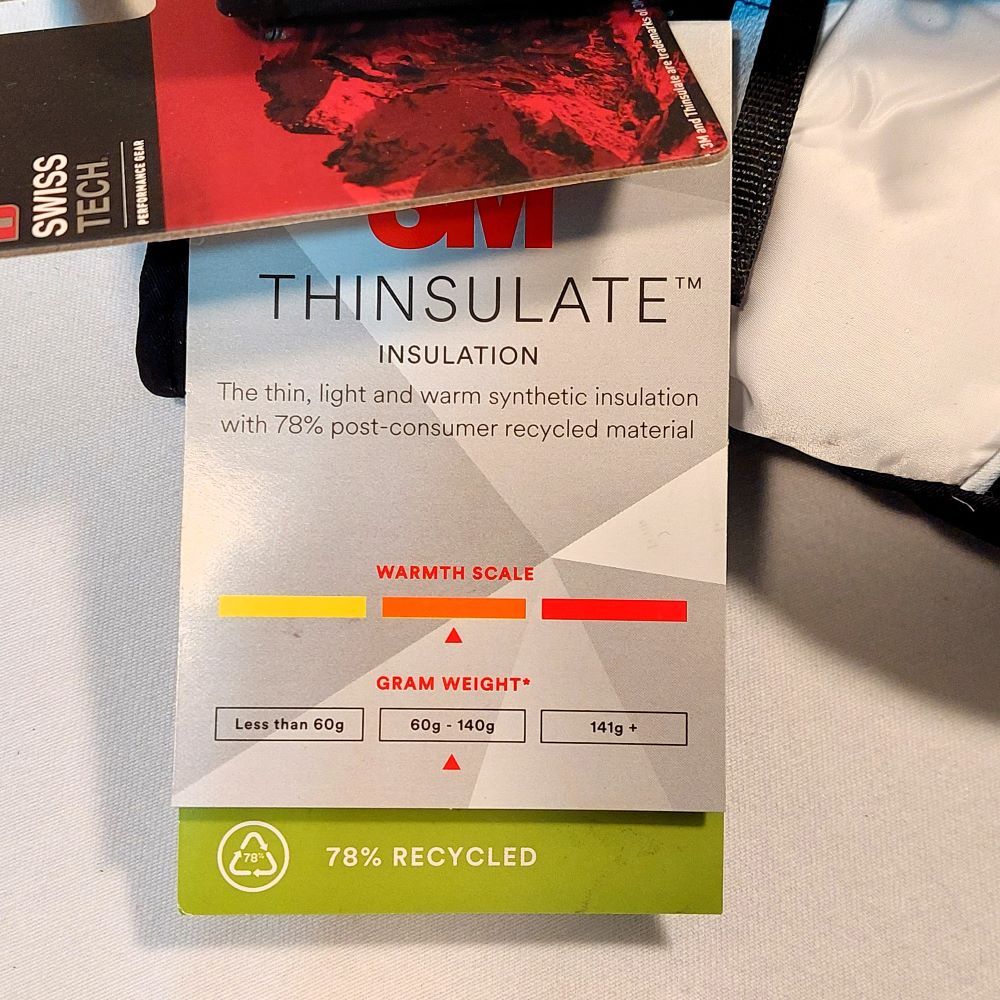 SWISS
TECH.
PERFORMANCE GEAR
3M and Thinsulate are trademarks of
3M
THINSULATE™
INSULATION
The thin, light and warm synthetic insulation
with 78% post-consumer recycled material
WARMTH SCALE
GRAM WEIGHT*
Less than 60g
60g - 140g
141g +
78%
78% RECYCLED